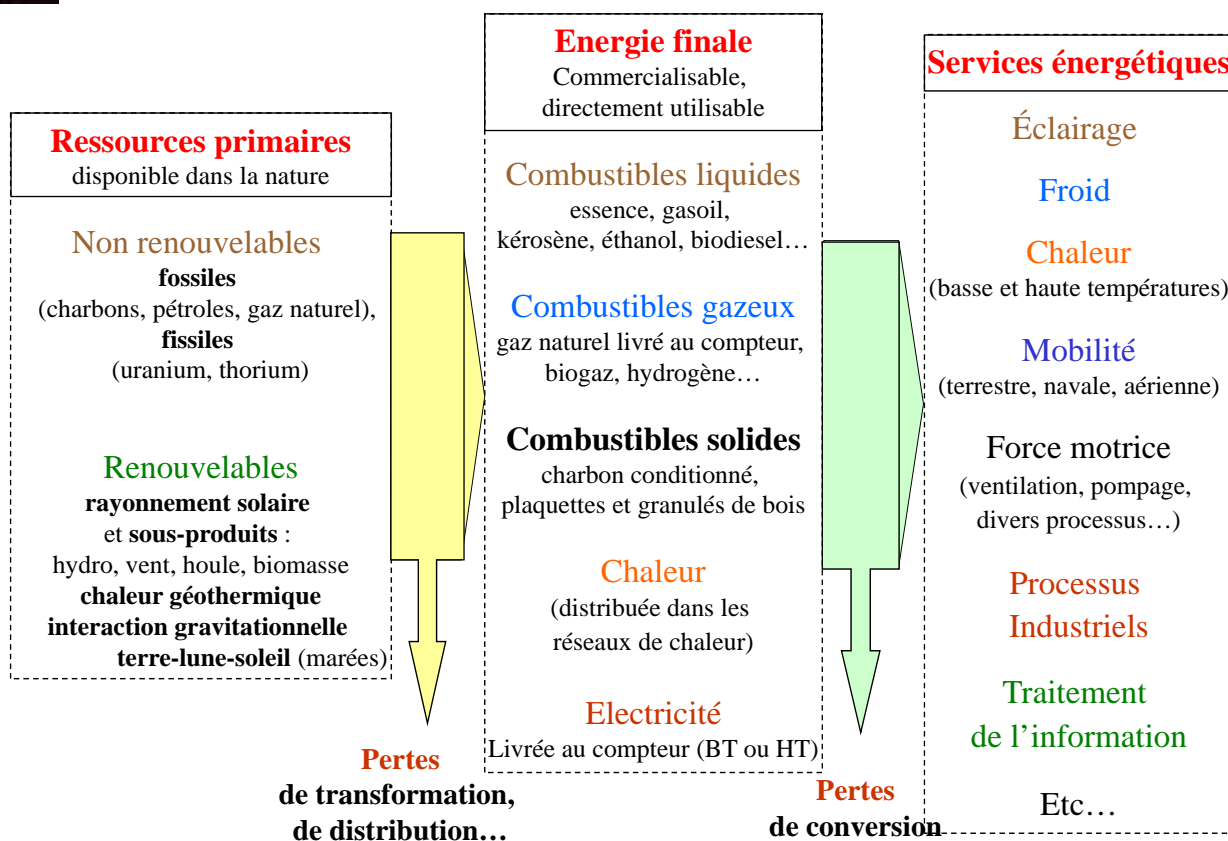 Ressources primaires
disponible dans la nature
Non renouvelables
fossiles
(charbons, pétroles, gaz naturel),
fissiles
(uranium, thorium)
Renouvelables
rayonnement solaire
et sous-produits :
hydro, vent, houle, biomasse
chaleur géothermique
interaction gravitationnelle
terre-lune-soleil (marées)
Pertes
de transformation,
de distribution…
Energie finale
Commercialisable,
directement utilisable
Combustibles liquides
essence, gasoil,
kérosène, éthanol, biodiesel…
Combustibles gazeux
gaz naturel livré au compteur,
biogaz, hydrogène…
Combustibles solides
charbon conditionné,
plaquettes et granulés de bois
Chaleur
(distribuée dans les
réseaux de chaleur)
Electricité
Livrée au compteur (BT ou HT)
Pertes
de conversion
Services énergétiques
Éclairage
Froid
Chaleur
(basse et haute températures)
Mobilité
(terrestre, navale, aérienne)
Force motrice
(ventilation, pompage,
divers processus…)
Processus
Industriels
Traitement
de l’information
Etc…